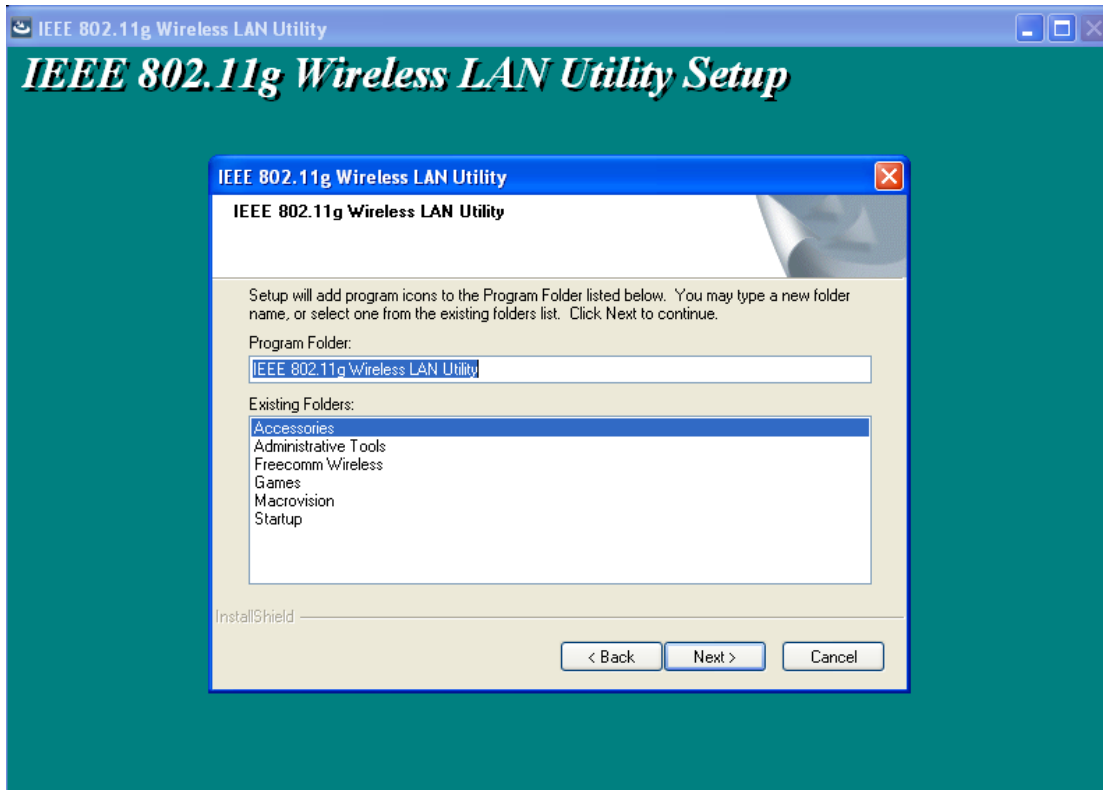 IEEE 802.11g Wireless LAN Utility
IEEE 802.11g Wireless LAN Utility Setup
IEEE 802.11g Wireless LAN Utility
IEEE 802.11g Wireless LAN Utility
Setup will add program icons to the Program Folder listed below. You may type a new folder
name, or select one from the existing folders list. Click Next to continue.
Program Folder:
IEEE 802.11g Wireless LAN Utility
Existing Folders:
Accessories
Administrative Tools
Freecomm Wireless
Games
Macrovision
Startup
InstallShield
< Back Next > Cancel